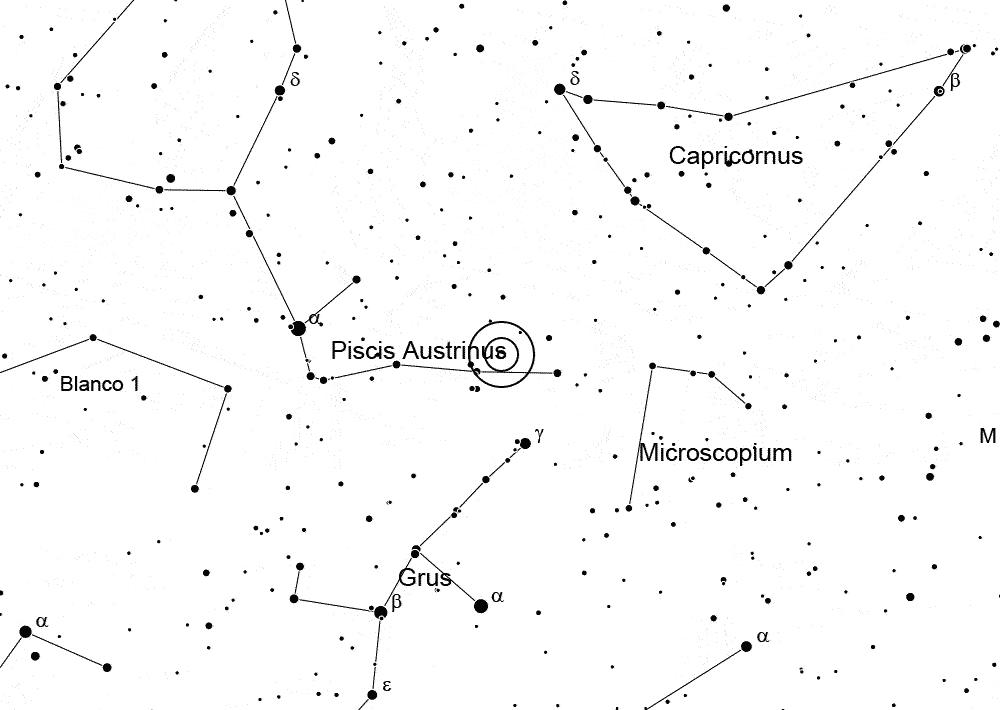 δ
δ
β
Capricornus
α
Piscis Austrinus
Blanco 1
γ
M
Microscopium
Grus
α
β
α
α
ε